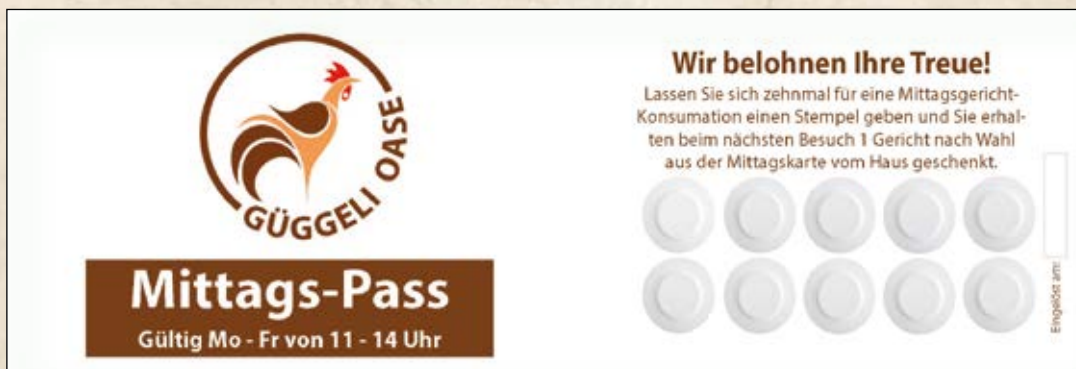 GÜGGELI OASE
Mittags-Pass
Gültig Mo - Fr von 11 - 14 Uhr
Wir belohnen Ihre Treue!
Lassen Sie sich zehnmal für eine Mittagsgericht-
Konsumation einen Stempel geben und Sie erhal-
ten beim nächsten Besuch 1 Gericht nach Wahl
aus der Mittagskarte vom Haus geschenkt.
Eingelöst am: